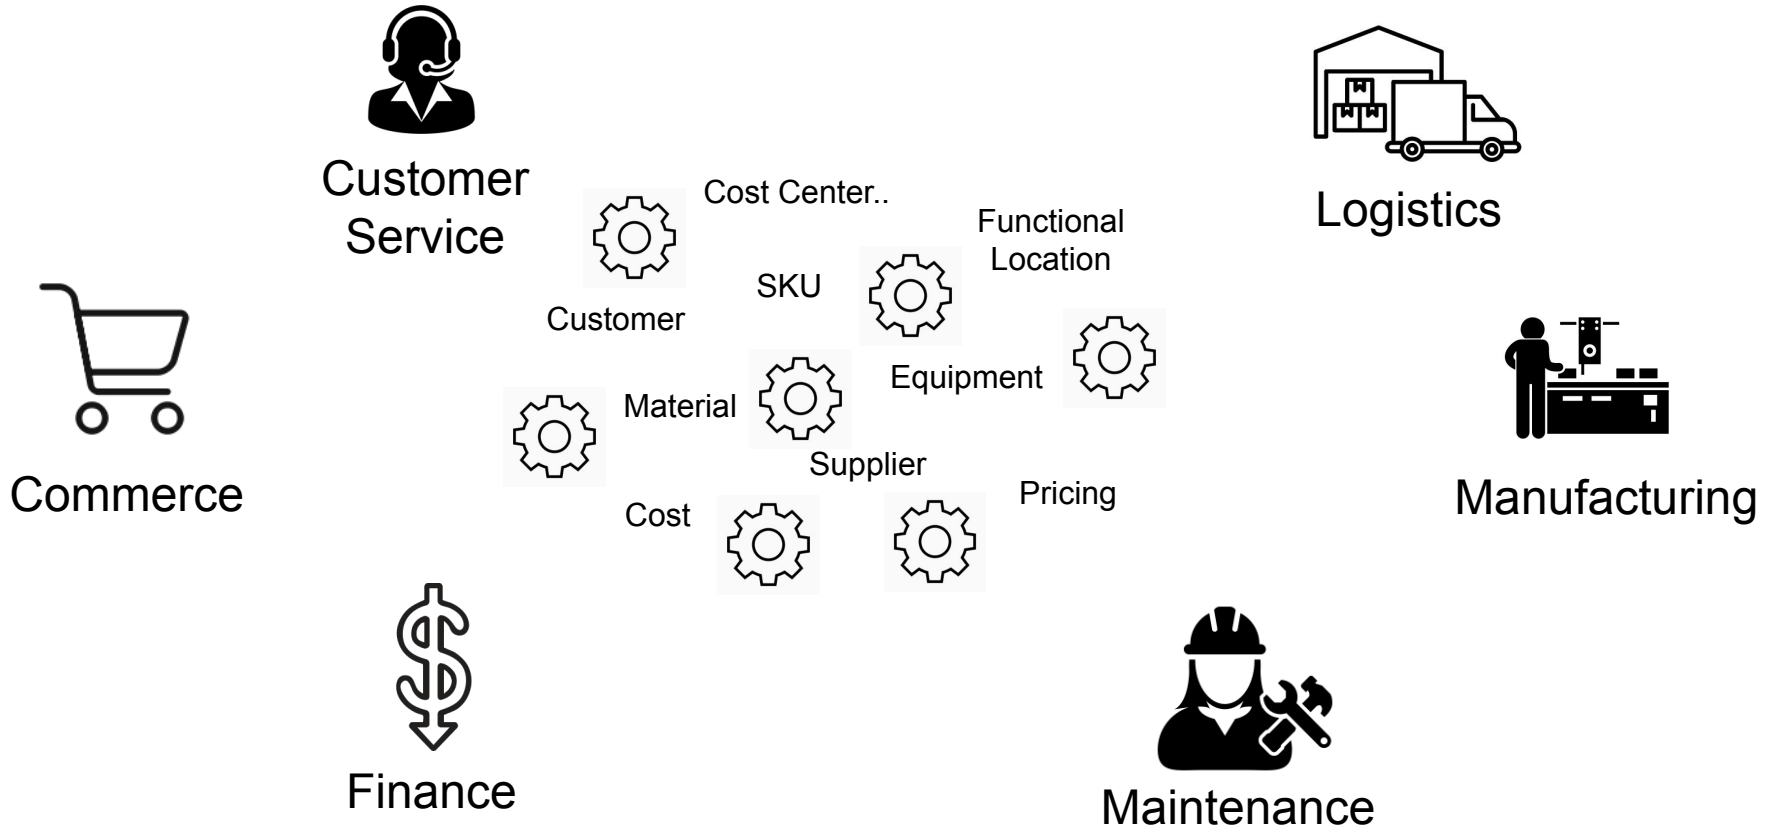 Customer
Service
Cost Center..
Functional
Location
Logistics
SKU
Customer
Equipment
Material
Supplier
Commerce
Pricing
Manufacturing
Cost
Finance
Maintenance